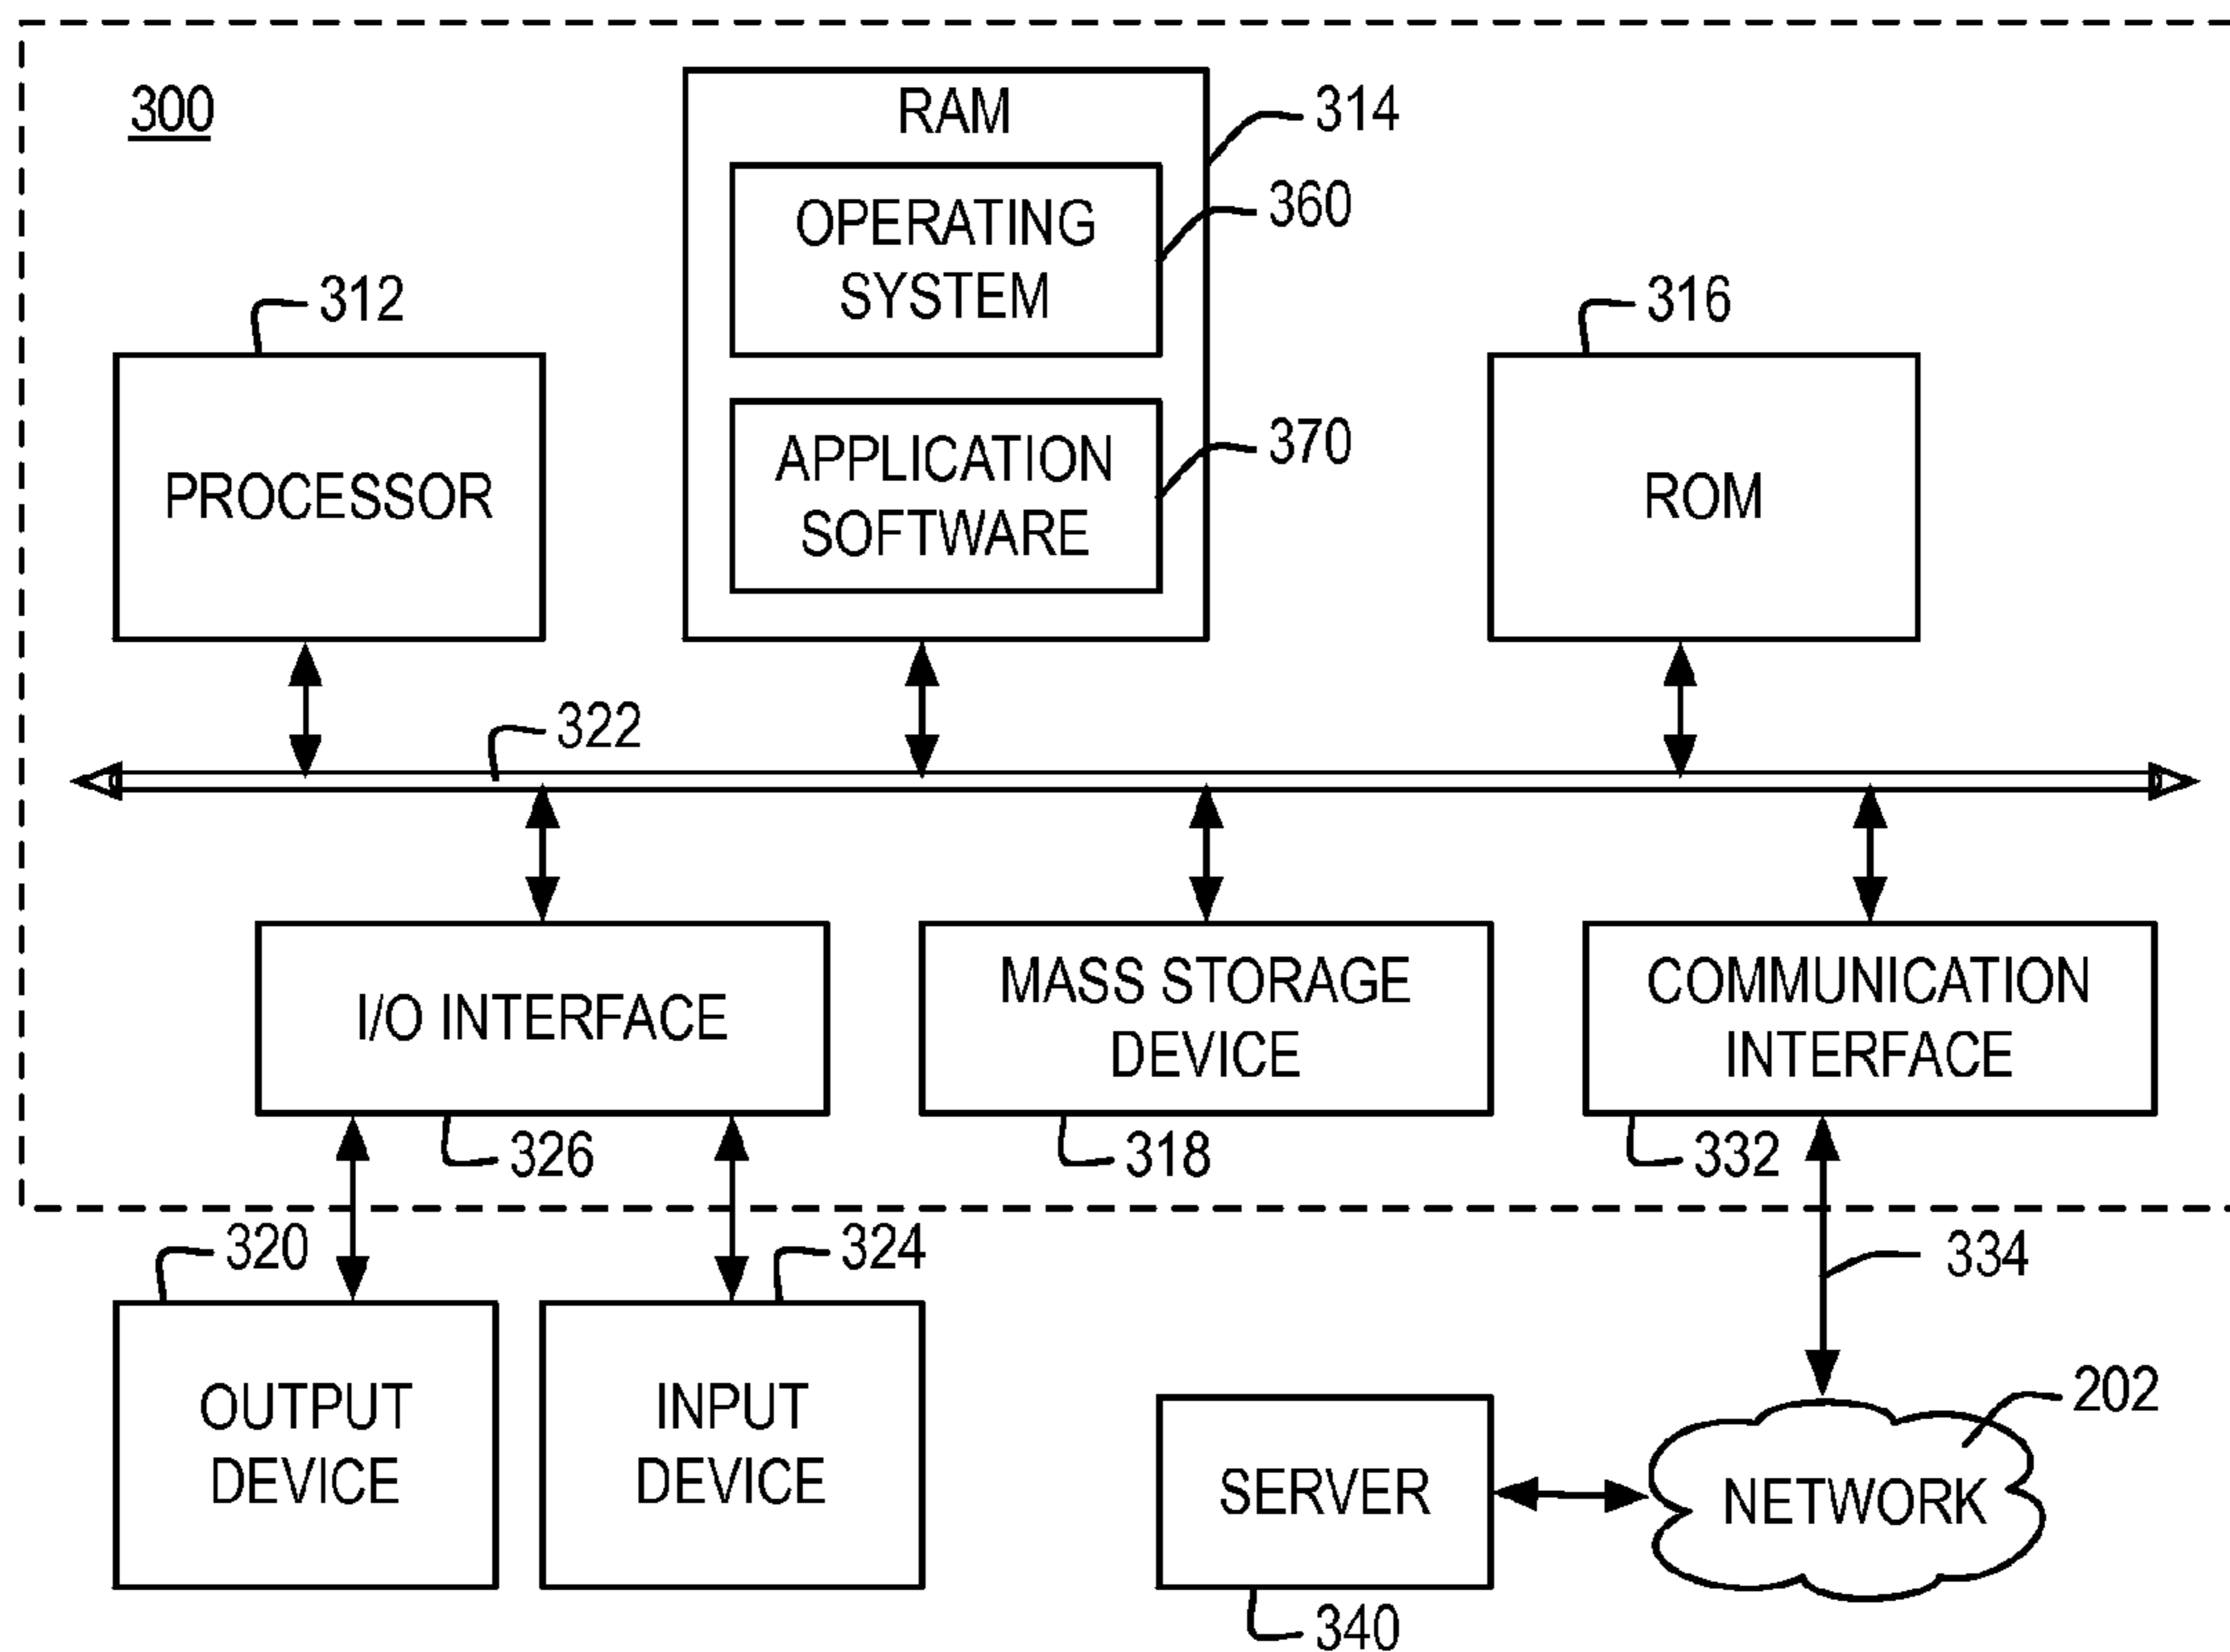 300
RAM
314
OPERATING
SYSTEM
360
312
316
APPLICATION
SOFTWARE
370
PROCESSOR
ROM
322
I/O INTERFACE
MASS STORAGE
DEVICE
COMMUNICATION
INTERFACE
326
318
332
320
324
334
OUTPUT
DEVICE
INPUT
DEVICE
SERVER
NETWORK
202
340